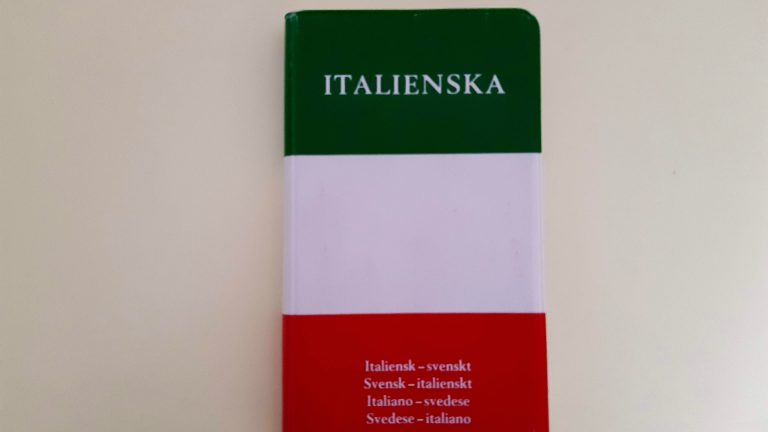 ITALIENSKA
Italiensk – svenskt
Svensk – italienskt
Italiano – svedese
Svedese – italiano